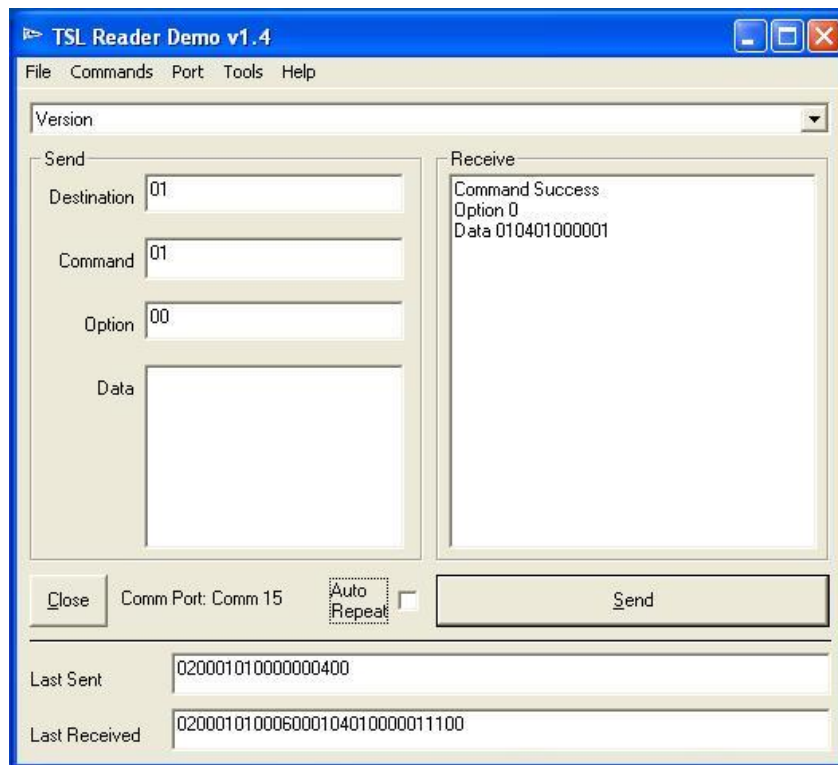 TSL Reader Demo v1.4
File Commands Port Tools Help
Version
Send
Destination 01
Command 01
Option 00
Data
Receive
Command Success
Option 0
Data 010401000001
Close
Comm Port: Comm 15
Auto
Repeat
Send
Last Sent 020001010000000400
Last Received 020001010006000104010000011100